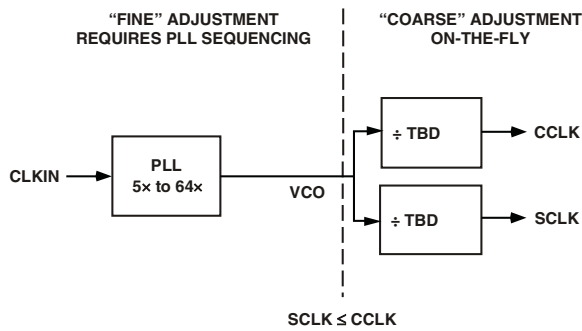 “FINE” ADJUSTMENT
REQUIRES PLL SEQUENCING
“COARSE” ADJUSTMENT
ON-THE-FLY
CLKIN
PLL
5× to 64×
VCO
÷ TBD
CCLK
÷ TBD
SCLK
SCLK ≤ CCLK